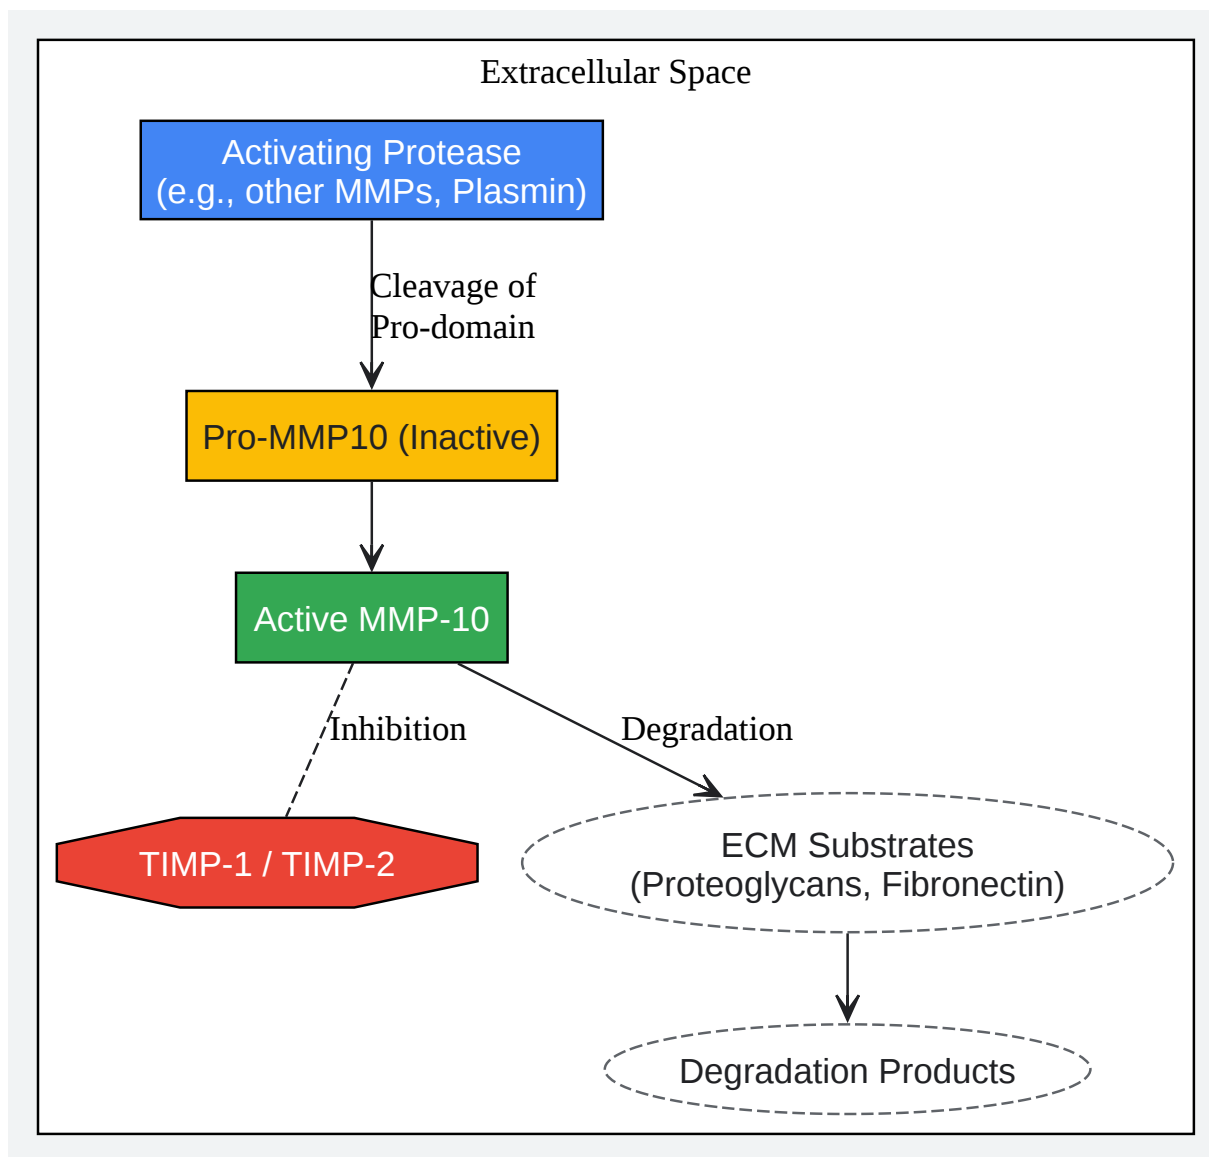 Extracellular Space
Activating Protease
(e.g., other MMPs, Plasmin)
Cleavage of
Pro-domain
Pro-MMP10 (Inactive)
Active MMP-10
Inhibition
Degradation
TIMP-1 / TIMP-2
ECM Substrates
(Proteoglycans, Fibronectin)
Degradation Products